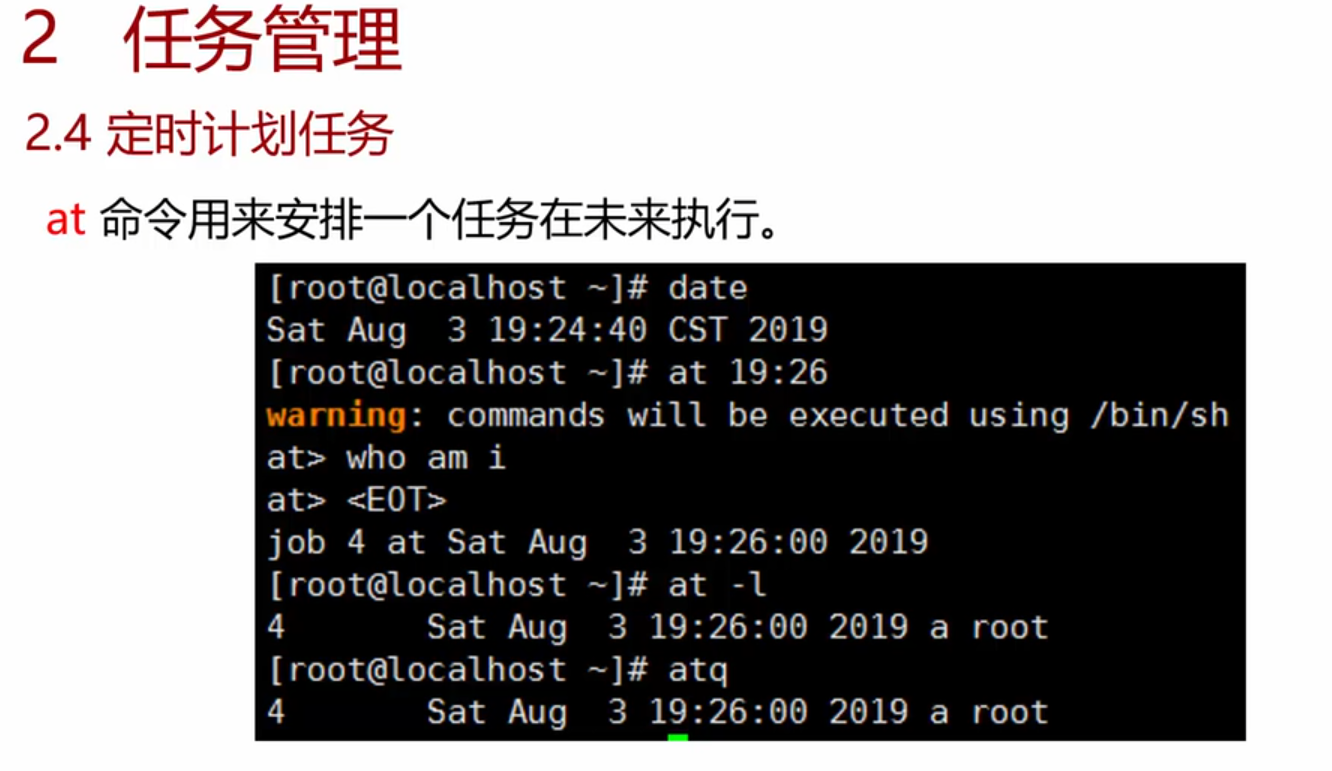 2 任务管理
2.4 定时计划任务
at 命令用来安排一个任务在未来执行。
[root@localhost ~]# date
Sat Aug  3 19:24:40 CST 2019
[root@localhost ~]# at 19:26
warning: commands will be executed using /bin/sh
at> who am i
at> <EOT>
job 4 at Sat Aug  3 19:26:00 2019
[root@localhost ~]# at -l
4       Sat Aug  3 19:26:00 2019 a root
[root@localhost ~]# atq
4       Sat Aug  3 19:26:00 2019 a root